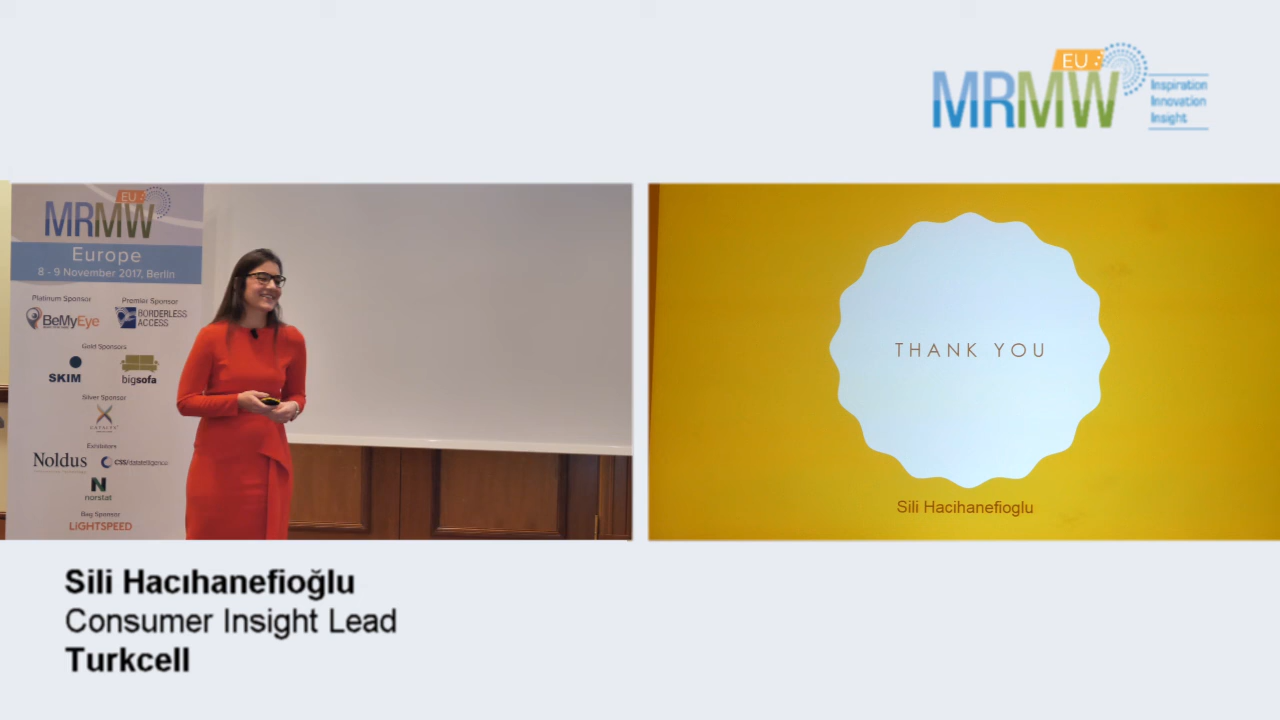 EU
MRMW
Inspiration
Innovation
Insight
EU
MRMW
Europe
8 - 9 November 2017, Berlin
Platinum Sponsor
Premier Sponsor
BeMyEye
BORDERLESS
ACCESS
Gold Sponsors
SKIM
bigsofa
Silver Sponsor
Exhibitors
Noldus
norstat
Bag Sponsor
LIGHTSPEED
THANK YOU
Sili Hacihanefioglu
Sili Hacıhanefioğlu
Consumer Insight Lead
Turkcell